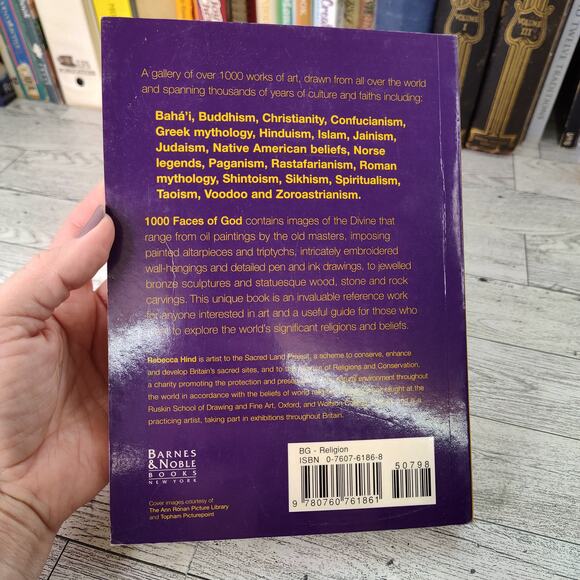 VOLUME
I
VOLUME
III
A gallery of over 1000 works of art, drawn from all over the world
and spanning thousands of years of culture and faiths including:
Bahá'i, Buddhism, Christianity, Confucianism,
Greek mythology, Hinduism, Islam, Jainism,
Judaism, Native American beliefs, Norse
legends, Paganism, Rastafarianism, Roman
mythology, Shintoism, Sikhism, Spiritualism,
Taoism, Voodoo and Zoroastrianism.
1000 Faces of God contains images of the Divine that
range from oil paintings by the old masters, imposing
painted altarpieces and triptychs, intricately embroidered
wall-hangings and detailed pen and ink drawings, to jewelled
bronze sculptures and statuesque wood, stone and rock
carvings. This unique book is an invaluable reference work
for anyone interested in art and a useful guide for those who
to explore the world's significant religions and beliefs.
Rebecca Hind is artist to the Sacred Land Project, a scheme to conserve, enhance
and develop Britain's sacred sites, and to the of Religions and Conservation,
a charity promoting the protection and environment throughout
the world in accordance with the beliefs of world taught at the
Ruskin School of Drawing and Fine Art, Oxford, and Wolfson is a
practicing artist, taking part in exhibitions throughout Britain.
BARNES
& NOBLE
BOOKS
NEW YORK
Cover images courtesy of
The Ann Ronan Picture Library
and Topham Picturepoint
BG - Religion
ISBN 0-7607-6186-8
50798
9 780760 761861